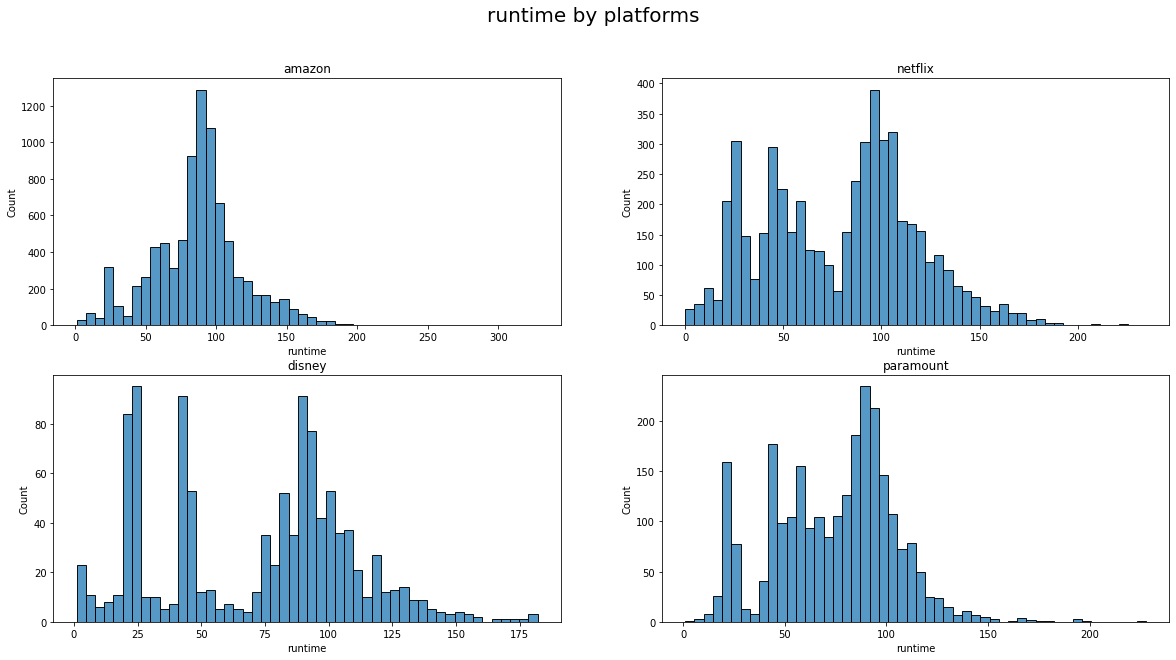 runtime by platforms
amazon
1200
1000
800
600
400
200
0
Count
0 50 100 150 200 250 300
runtime
netflix
400
350
300
250
200
150
100
50
0
Count
0 50 100 150 200
runtime
disney
80
60
40
20
0
Count
0 25 50 75 100 125 150 175
runtime
paramount
200
150
100
50
0
Count
0 50 100 150 200
runtime